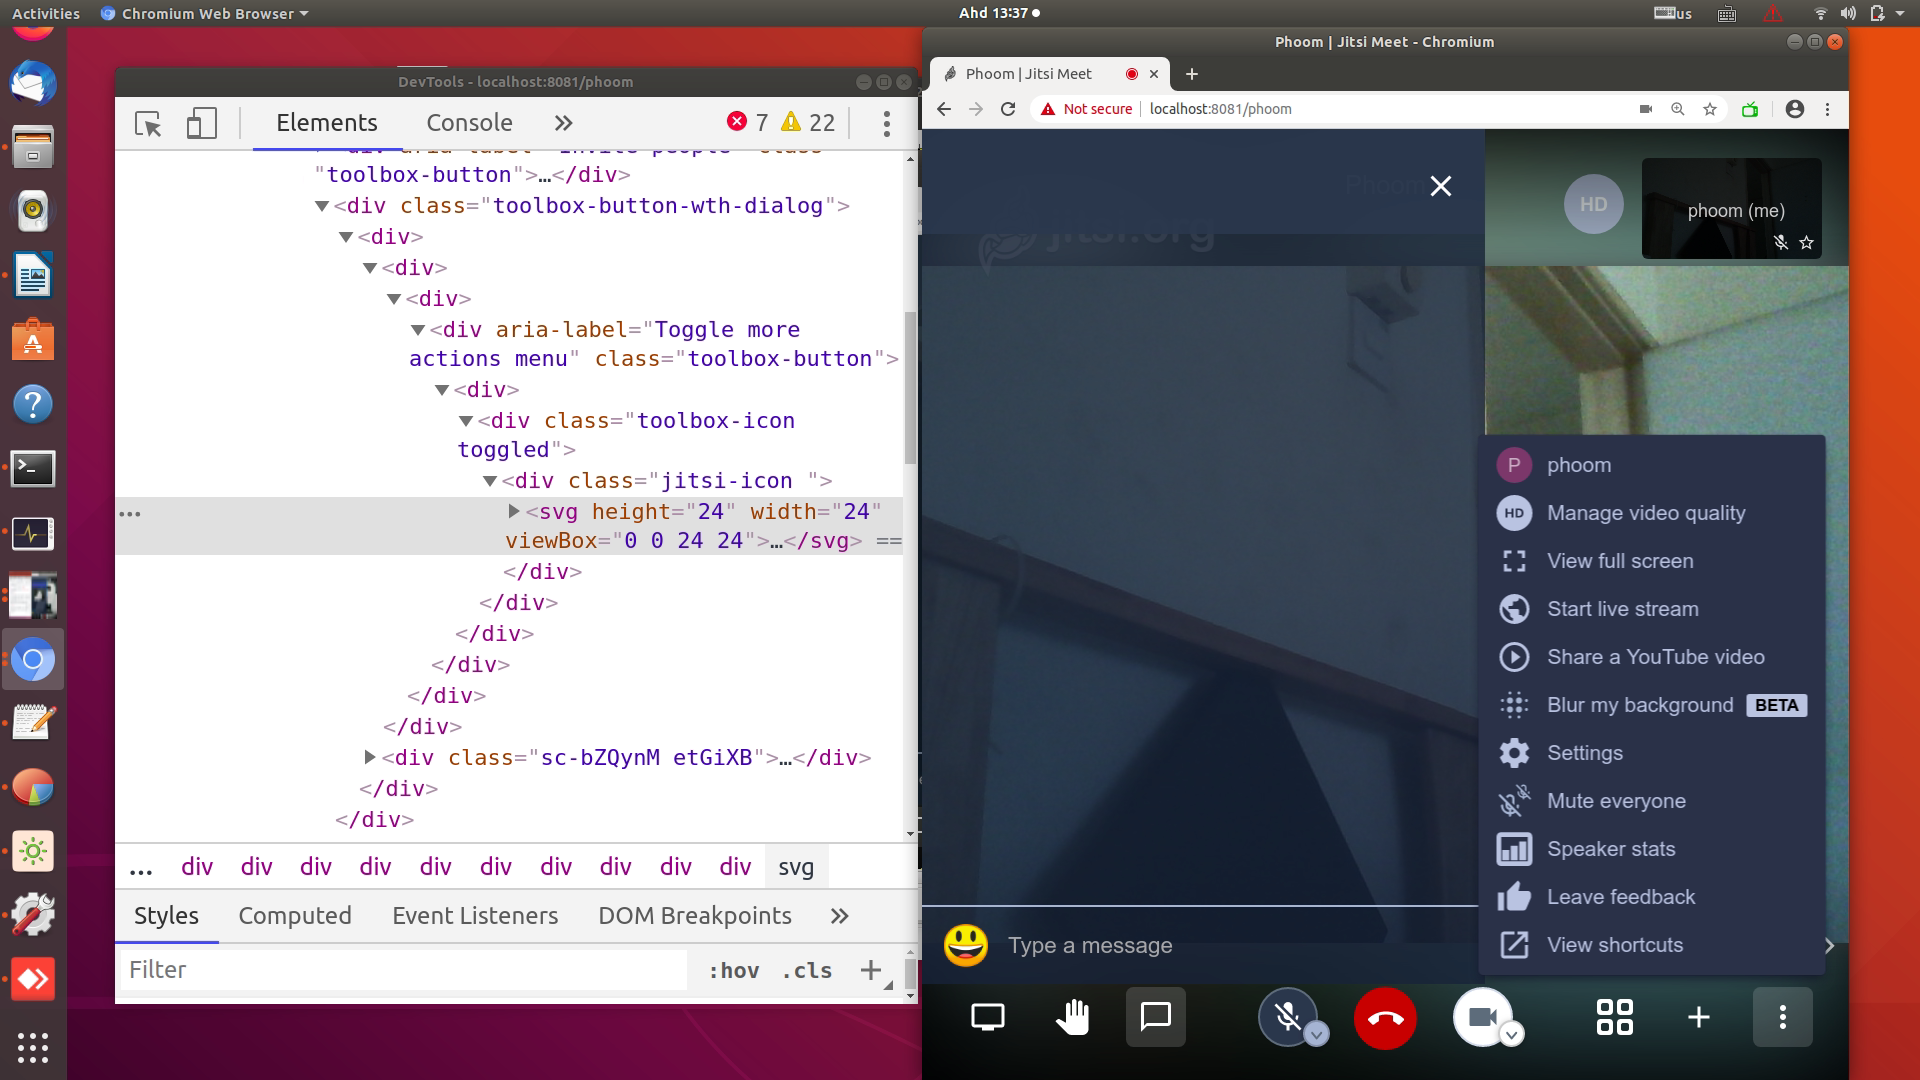 Activities
Chromium Web Browser
Ahd 13:37
us
DevTools - localhost:8081/phoom
Elements
Console
7
22
"toolbox-button">…</div>
<div class="toolbox-button-wth-dialog">
<div>
<div>
<div>
<div aria-label="Toggle more
actions menu" class="toolbox-button">
<div>
<div class="toolbox-icon
toggled">
<div class="jitsi-icon ">
<svg height="24" width="24"
viewBox="0 0 24 24">…</svg> ==
</div>
</div>
</div>
</div>
</div>
</div>
<div class="sc-bZQynM etGiXB">…</div>
</div>
</div>
... div div div div div div div div div div svg
Styles
Computed
Event Listeners
DOM Breakpoints
Filter
:hov
.cls
Phoom | Jitsi Meet - Chromium
Phoom | Jitsi Meet
Not secure
localhost:8081/phoom
Phoom
jitsi.org
HD
phoom (me)
P
phoom
HD
Manage video quality
View full screen
Start live stream
Share a YouTube video
Blur my background BETA
Settings
Mute everyone
Speaker stats
Leave feedback
View shortcuts
Type a message